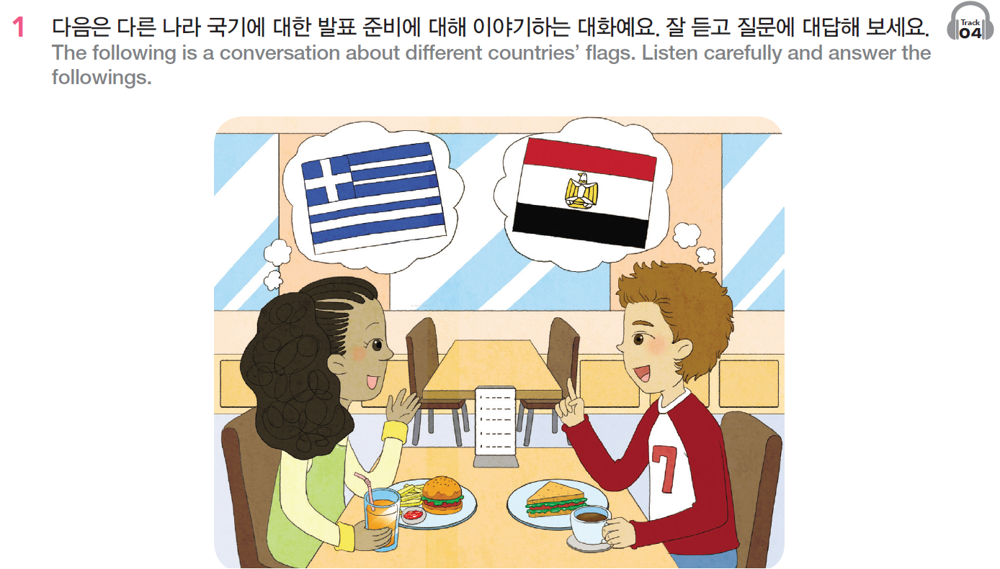 1 다음은 다른 나라 국기에 대한 발표 준비에 대해 이야기하는 대화예요. 잘 듣고 질문에 대답해 보세요.
Track
04
The following is a conversation about different countries’ flags. Listen carefully and answer the
followings.
7